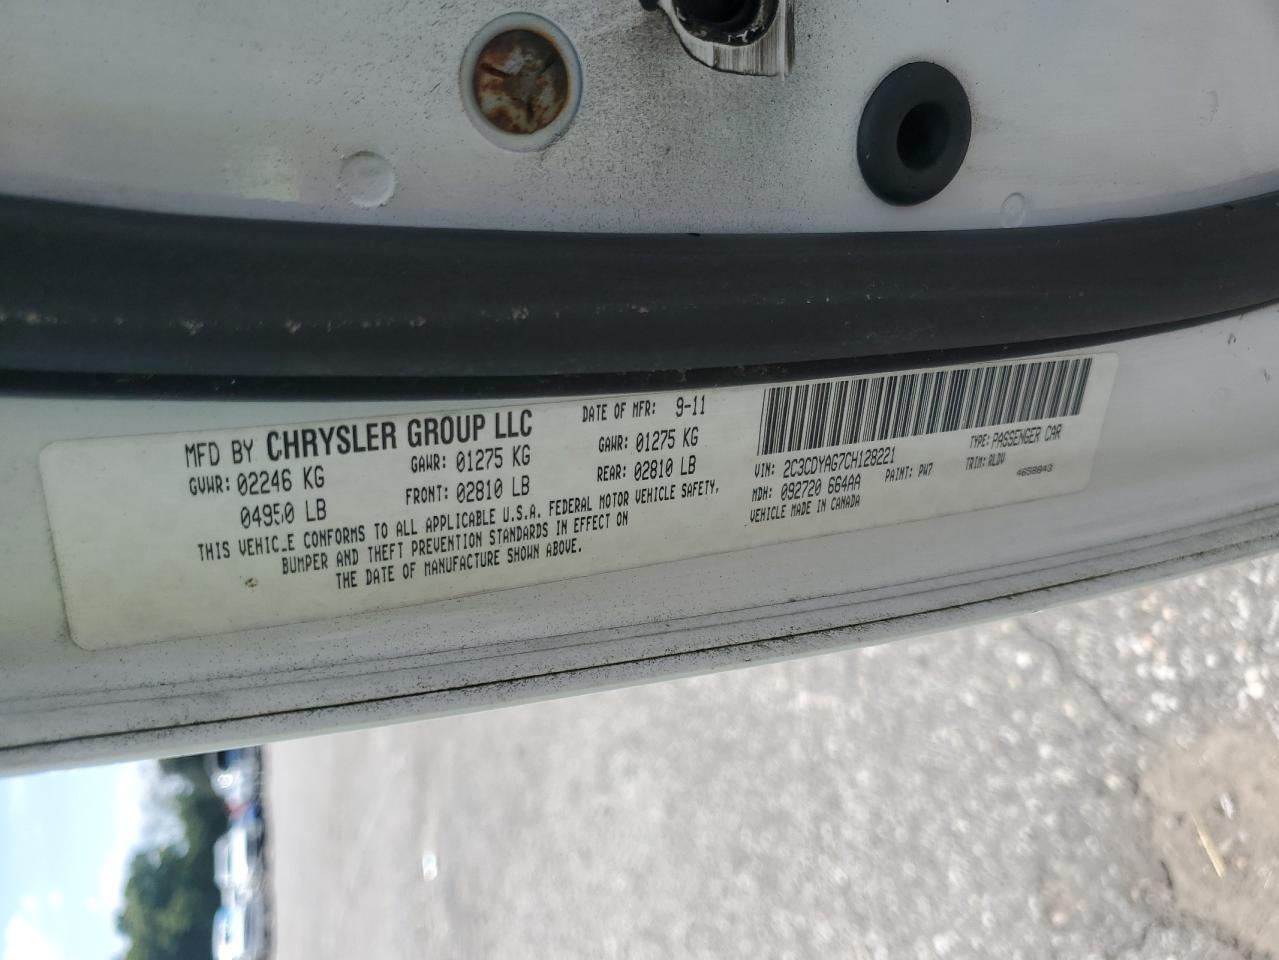 MFD BY CHRYSLER GROUP LLC DATE OF MFR: 9-11
GVWR: 02246 KG GAWR: 01275 KG GAWR: 01275 KG
04950 LB FRONT: 02810 LB REAR: 02810 LB
THIS VEHICLE CONFORMS TO ALL APPLICABLE U.S.A. FEDERAL MOTOR VEHICLE SAFETY,
BUMPER AND THEFT PREVENTION STANDARDS IN EFFECT ON
THE DATE OF MANUFACTURE SHOWN ABOVE.
VIN: 2C3CDYAG7CH128221 TYPE: PASSENGER CAR
MDH: 092720 664AA PAINT: PW7 TRIM: RLDV
VEHICLE MADE IN CANADA 4658843